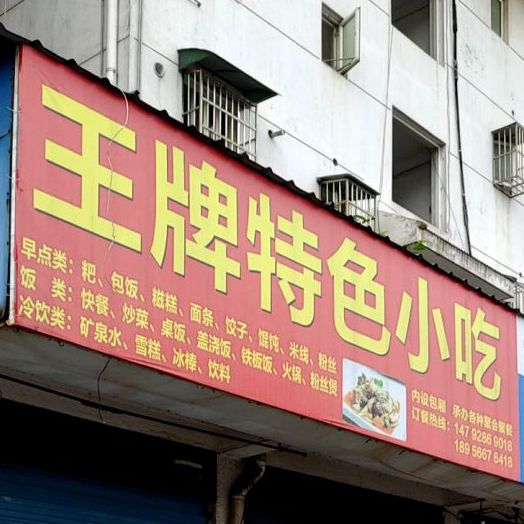 王牌特色小吃
早点类：粑、包饭、糍糕、面条、饺子、馄饨、米线、粉丝
饭 类：快餐、炒菜、桌饭、盖浇饭、铁板饭、火锅、粉丝煲
冷饮类：矿泉水、雪糕、冰棒、饮料
内设包厢 承办各种聚会聚餐
订餐热线：147 9286 9018
189 5667 6418